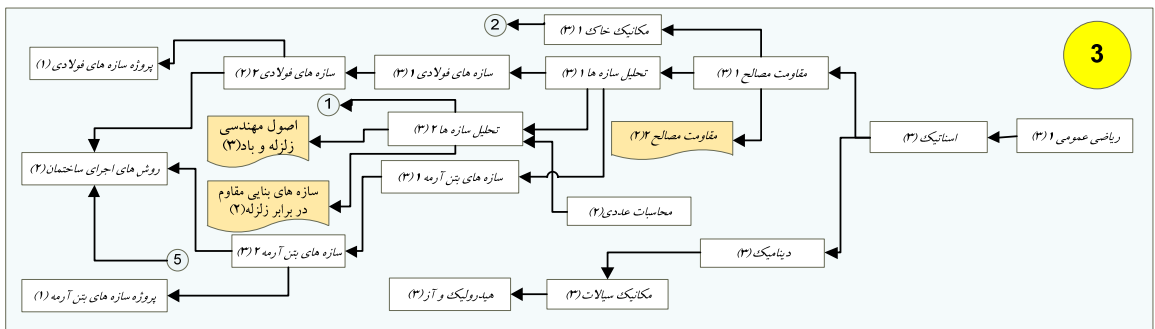 3
ریاضی عمومی ۱ (۳)
استاتیک (۳)
مقاومت مصالح ۱ (۳)
مکانیک خاک ۱ (۳)
2
تحلیل سازه ها ۱ (۳)
سازه های فولادی ۱ (۳)
سازه های فولادی ۲ (۲)
پروژه سازه های فولادی (۱)
مقاومت مصالح ۲ (۲)
1
تحلیل سازه ها ۲ (۳)
اصول مهندسی
زلزله و باد (۳)
سازه های بتن آرمه ۱ (۳)
روش های اجرای ساختمان (۲)
سازه های بنایی مقاوم
در برابر زلزله (۲)
محاسبات عددی (۲)
سازه های بتن آرمه ۲ (۳)
5
دینامیک (۳)
مکانیک سیالات (۳)
هیدرولیک و آز (۳)
پروژه سازه های بتن آرمه (۱)